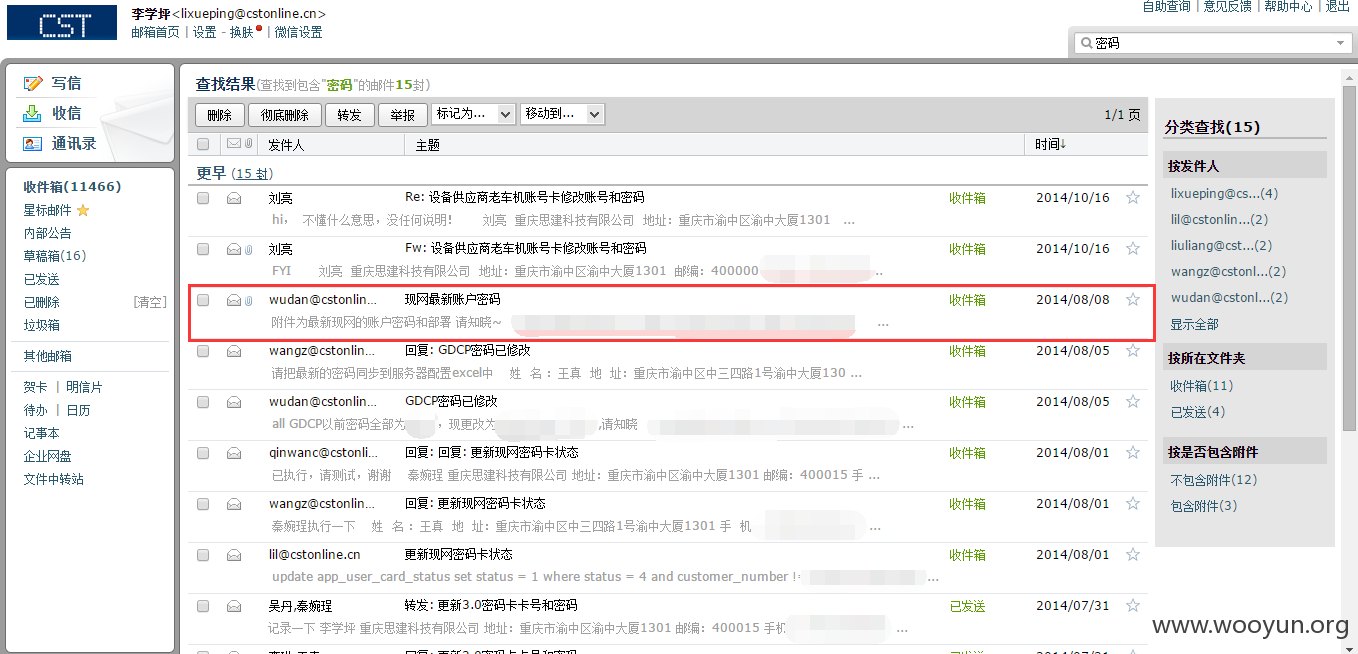 CST
李学坪<lixueping@cstonline.cn>
邮箱首页 | 设置 - 换肤 | 微信设置
自助查询 | 意见反馈 | 帮助中心 | 退出
密码
写信
收信
通讯录
收件箱(11466)
星标邮件
内部公告
草稿箱(16)
已发送
已删除 [清空]
垃圾箱
其他邮箱
贺卡 | 明信片
待办 | 日历
记事本
企业网盘
文件中转站
查找结果(查找到包含"密码"的邮件15封)
删除 彻底删除 转发 举报 标记为... 移动到... 1/1 页
发件人 主题 时间↓
更早 (15 封)
刘亮 Re: 设备供应商老车机账号卡修改账号和密码 收件箱 2014/10/16
hi， 不懂什么意思，没任何说明！ 刘亮 重庆思建科技有限公司 地址：重庆市渝中区渝中大厦1301 ...
刘亮 Fw: 设备供应商老车机账号卡修改账号和密码 收件箱 2014/10/16
FYI 刘亮 重庆思建科技有限公司 地址：重庆市渝中区渝中大厦1301 邮编：400000 ..
wudan@cstonlin... 现网最新账户密码 收件箱 2014/08/08
附件为最新现网的账户密码和部署 请知晓~ ...
wangz@cstonlin... 回复: GDCP密码已修改 收件箱 2014/08/05
请把最新的密码同步到服务器配置excel中 姓 名：王真 地 址：重庆市渝中区中三四路1号渝中大厦130 ...
wudan@cstonlin... GDCP密码已修改 收件箱 2014/08/05
all GDCP以前密码全部为 ，现更改为 ,请知晓 ...
qinwanc@cstonli... 回复: 回复: 更新现网密码卡状态 收件箱 2014/08/01
已执行，请测试，谢谢 秦婉珵 重庆思建科技有限公司 地址：重庆市渝中区渝中大厦1301 邮编：400015 手 ...
wangz@cstonlin... 回复: 更新现网密码卡状态 收件箱 2014/08/01
秦婉珵执行一下 姓 名：王真 地 址：重庆市渝中区中三四路1号渝中大厦1301 手 机 ...
lil@cstonline.cn 更新现网密码卡状态 收件箱 2014/08/01
update app_user_card_status set status = 1 where status = 4 and customer_number != ...
吴丹,秦婉珵 转发: 更新3.0密码卡卡号和密码 已发送 2014/07/31
记录一下 李学坪 重庆思建科技有限公司 地址：重庆市渝中区渝中大厦1301 邮编：400015 手机 ...
分类查找(15)
按发件人
lixueping@cs...(4)
lil@cstonlin...(2)
liuliang@cst...(2)
wangz@cstonl...(2)
wudan@cstonl...(2)
显示全部
按所在文件夹
收件箱(11)
已发送(4)
按是否包含附件
不包含附件(12)
包含附件(3)
www.wooyun.org